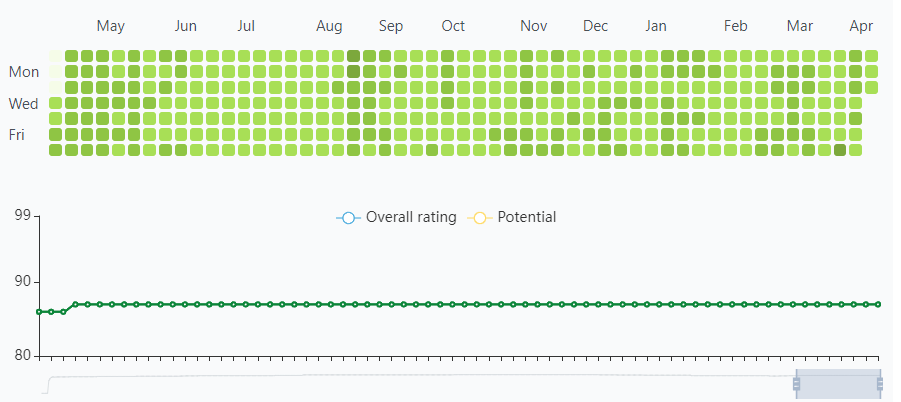 May Jun Jul Aug Sep Oct Nov Dec Jan Feb Mar Apr
Mon
Wed
Fri
99
Overall rating Potential
90
80